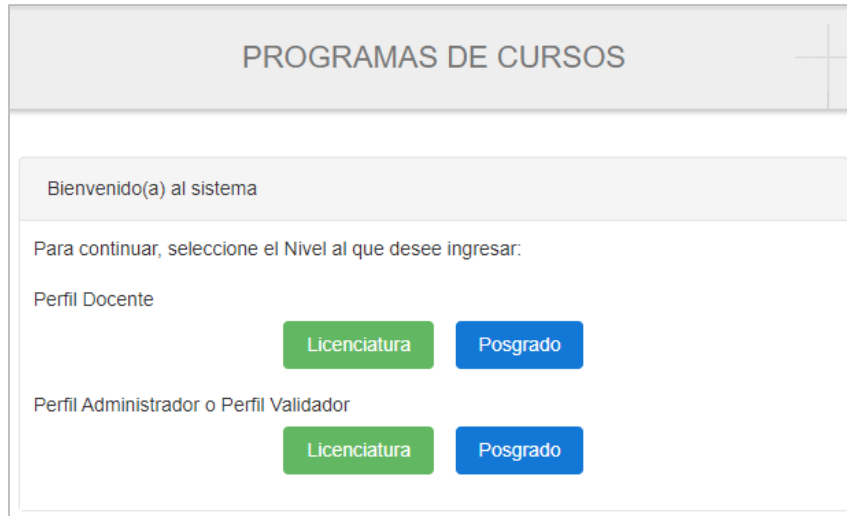 PROGRAMAS DE CURSOS
Bienvenido(a) al sistema
Para continuar, seleccione el Nivel al que desee ingresar:
Perfil Docente
Licenciatura Posgrado
Perfil Administrador o Perfil Validador
Licenciatura Posgrado